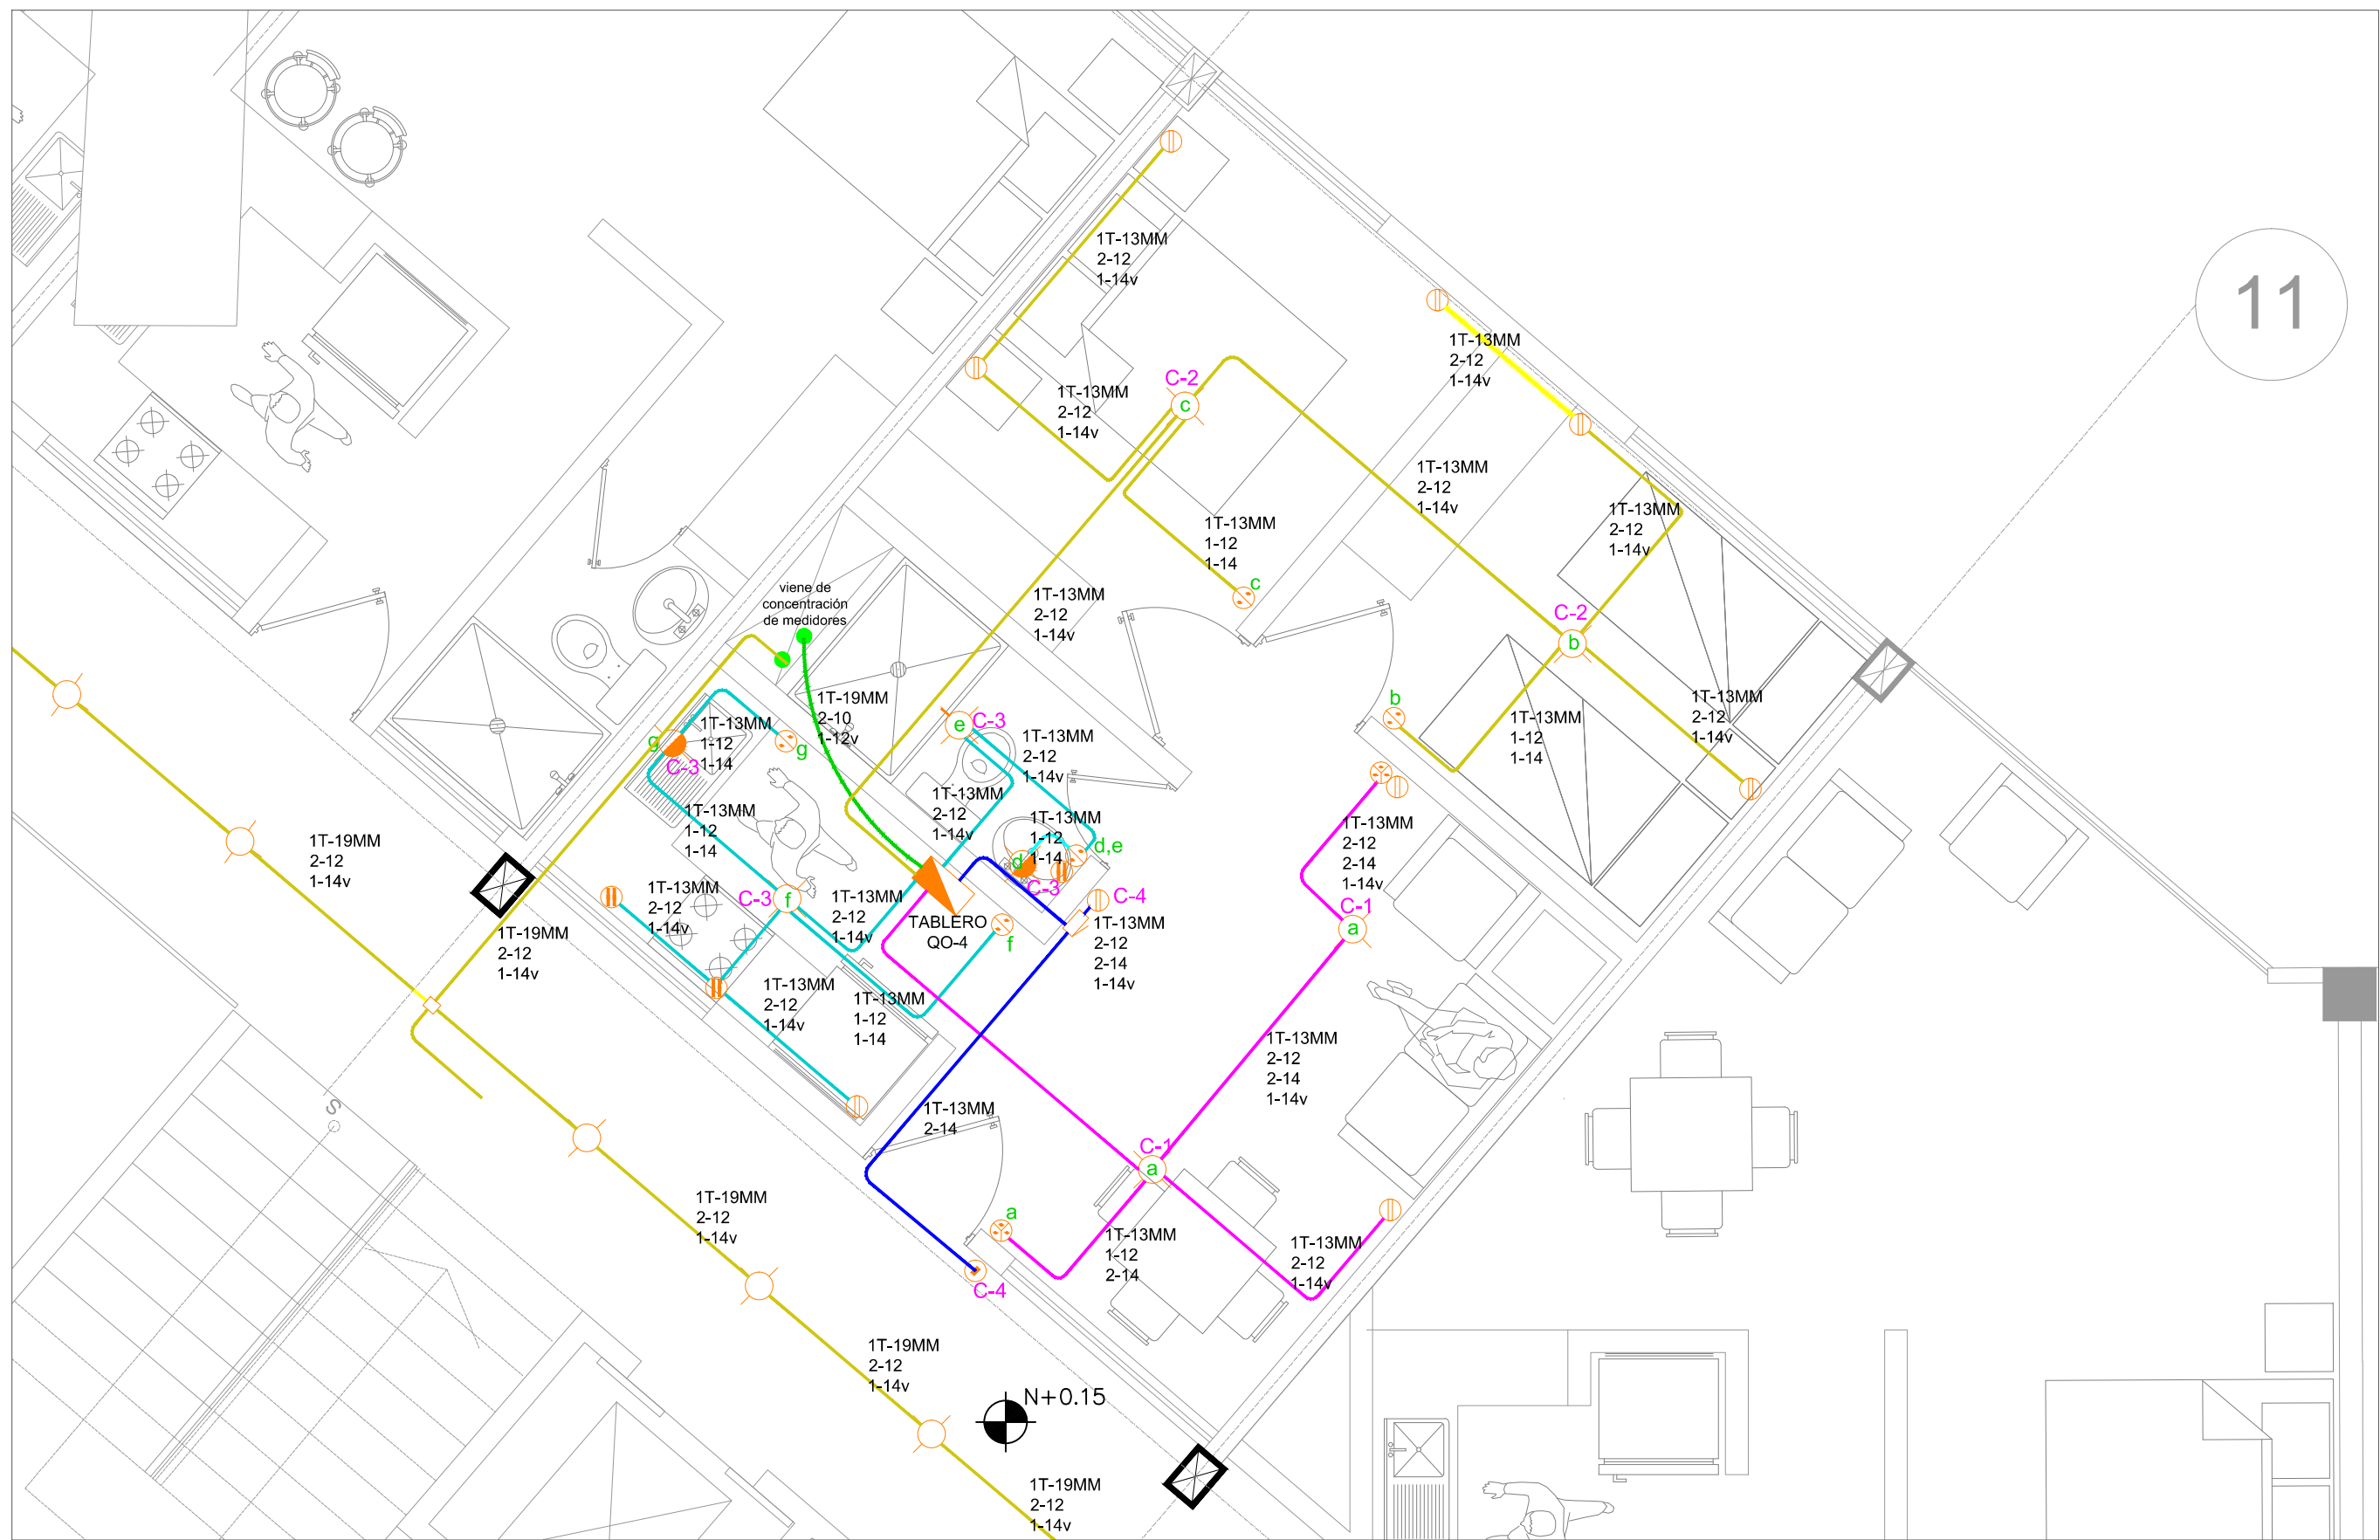 11
1T-13MM
2-12
1-14v
1T-13MM
2-12
1-14v
C-2
c
1T-13MM
2-12
1-14v
1T-13MM
2-12
1-14v
1T-13MM
2-12
1-14v
1T-13MM
1-12
1-14
c
viene de
concentración
de medidores
1T-13MM
2-12
1-14v
C-2
b
b
1T-13MM
1-12
1-14
1T-13MM
2-12
1-14v
1T-19MM
2-10
1-12v
1T-13MM
1-12
1-14
g
g
C-3
e
C-3
1T-13MM
2-12
1-14v
1T-13MM
2-12
1-14v
1T-13MM
1-12
1-14
1T-13MM
1-12
1-14
d
d,e
C-3
1T-13MM
2-12
2-14
1-14v
1T-19MM
2-12
1-14v
1T-13MM
2-12
1-14v
C-3
f
1T-13MM
2-12
1-14v
TABLERO
QO-4
f
C-4
1T-13MM
2-12
2-14
1-14v
C-1
a
1T-19MM
2-12
1-14v
1T-13MM
2-12
1-14v
1T-13MM
1-12
1-14
1T-13MM
2-12
2-14
1-14v
S
1T-13MM
2-14
C-1
a
a
1T-13MM
1-12
2-14
1T-13MM
2-12
1-14v
C-4
1T-19MM
2-12
1-14v
1T-19MM
2-12
1-14v
N+0.15
1T-19MM
2-12
1-14v